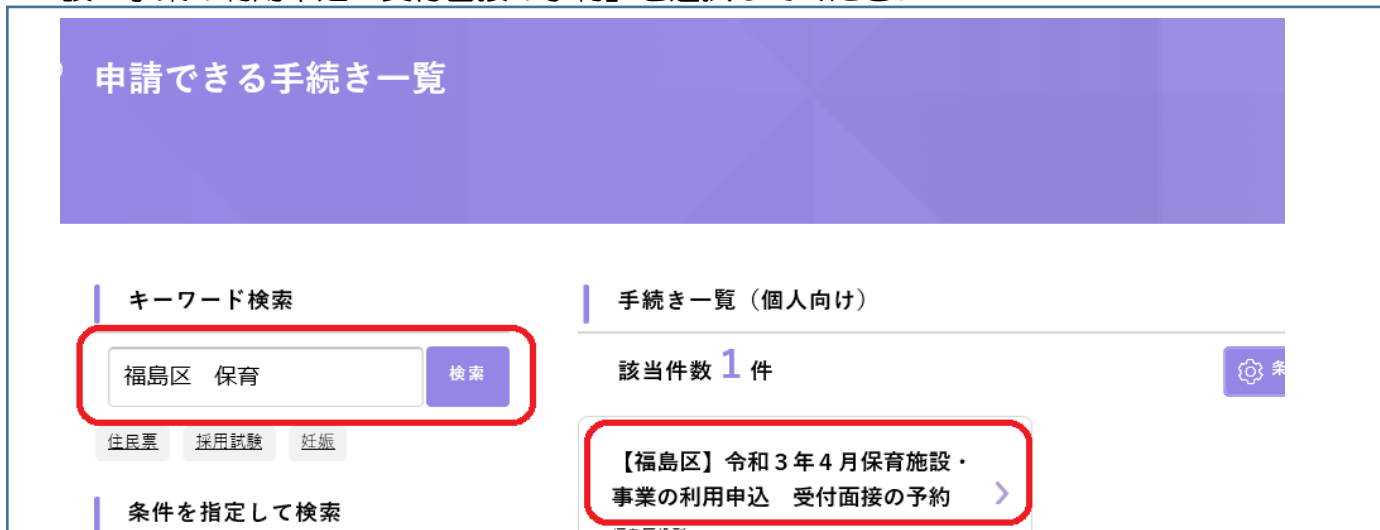 申請できる手続き一覧
キーワード検索
福島区　保育
検索
住民票　採用試験　妊娠
条件を指定して検索
手続き一覧（個人向け）
該当件数 1 件
【福島区】令和３年４月保育施設・
事業の利用申込　受付面接の予約